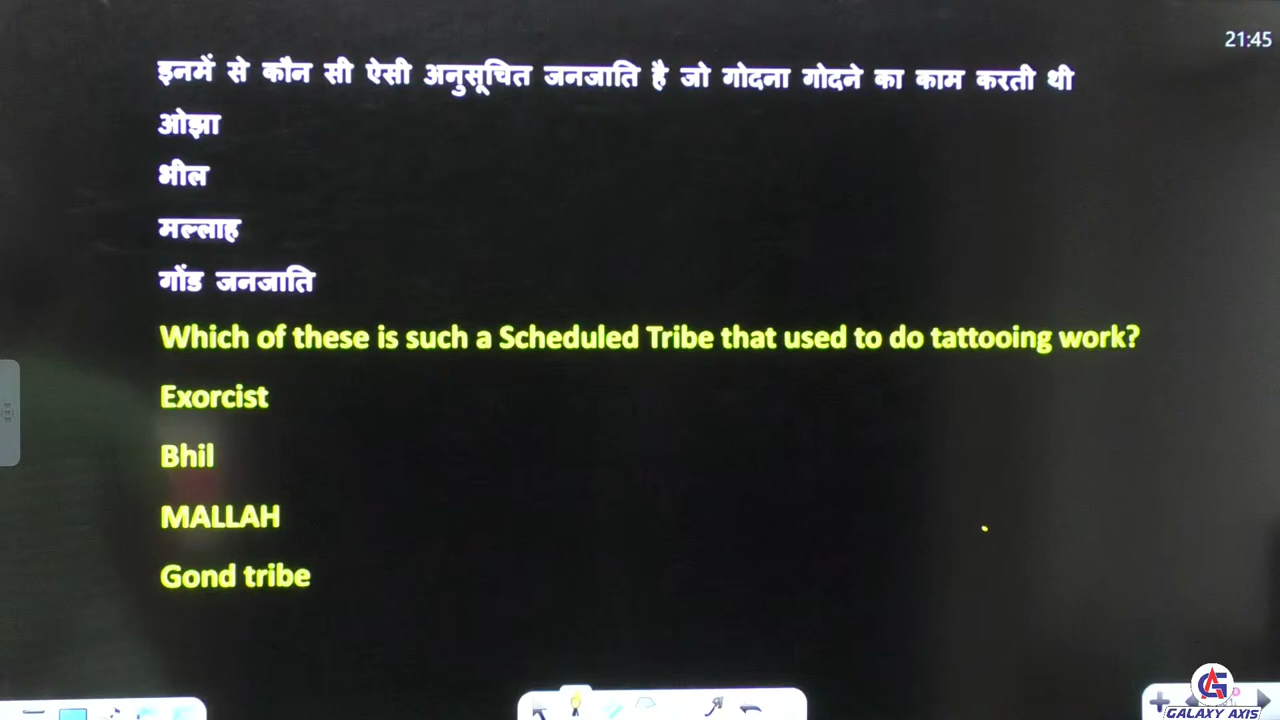 21:45
इनमें से कौन सी ऐसी अनुसूचित जनजाति है जो गोदना गोदने का काम करती थी
ओझा
भील
मल्लाह
गोंड जनजाति
Which of these is such a Scheduled Tribe that used to do tattooing work?
Exorcist
Bhil
MALLAH
Gond tribe
GALAXY AXIS